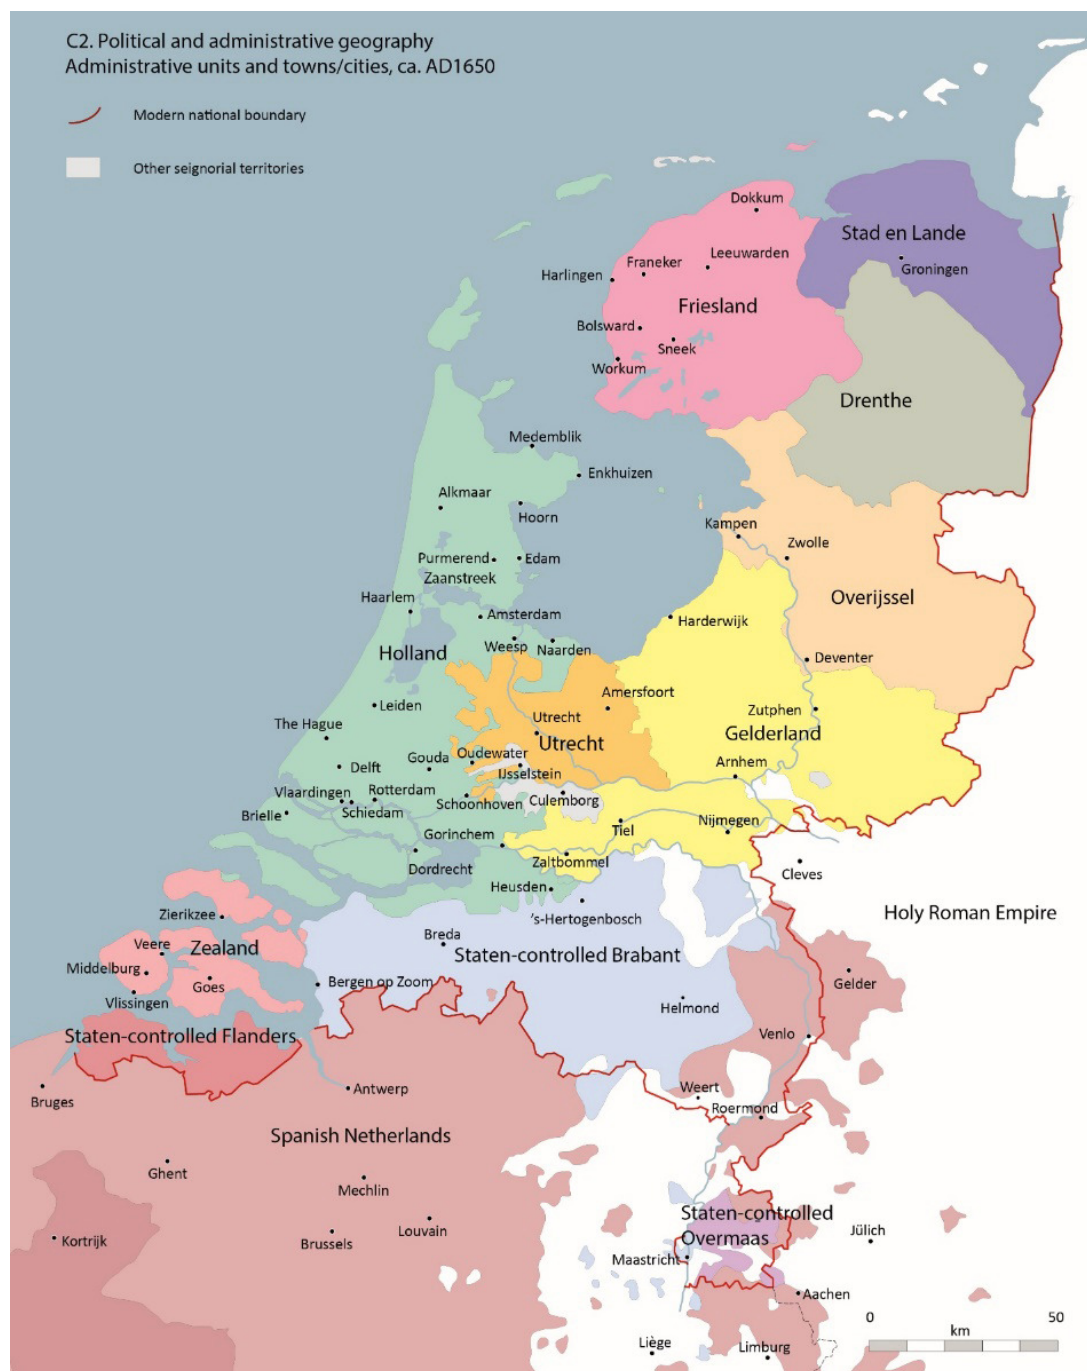 C2. Political and administrative geography
Administrative units and towns/cities, ca. AD1650
Modern national boundary
Other seignorial territories
Dokkum
Stad en Lande
Leeuwarden
Franeker
Groningen
Harlingen
Friesland
Bolsward
Sneek
Workum
Drenthe
Medemblik
Enkhuizen
Alkmaar
Hoorn
Kampen
Zwolle
Purmerend
Edam
Zaanstreek
Haarlem
Overijssel
Amsterdam
Harderwijk
Weesp
Naarden
Holland
Deventer
Amersfoort
Leiden
Zutphen
Utrecht
The Hague
Gelderland
Utrecht
Oudewater
Gouda
Arnhem
Delft
IJsselstein
Vlaardingen
Rotterdam
Schoonhoven
Culemborg
Schiedam
Brielle
Nijmegen
Tiel
Gorinchem
Zaltbommel
Dordrecht
Cleves
Heusden
Zierikzee
's-Hertogenbosch
Holy Roman Empire
Breda
Veere
Zealand
Staten-controlled Brabant
Middelburg
Goes
Bergen op Zoom
Gelder
Vlissingen
Helmond
Staten-controlled Flanders
Venlo
Antwerp
Weert
Bruges
Roermond
Spanish Netherlands
Ghent
Mechlin
Staten-controlled
Overmaas
Louvain
Jülich
Kortrijk
Brussels
Maastricht
Aachen
0
50
km
Liège
Limburg